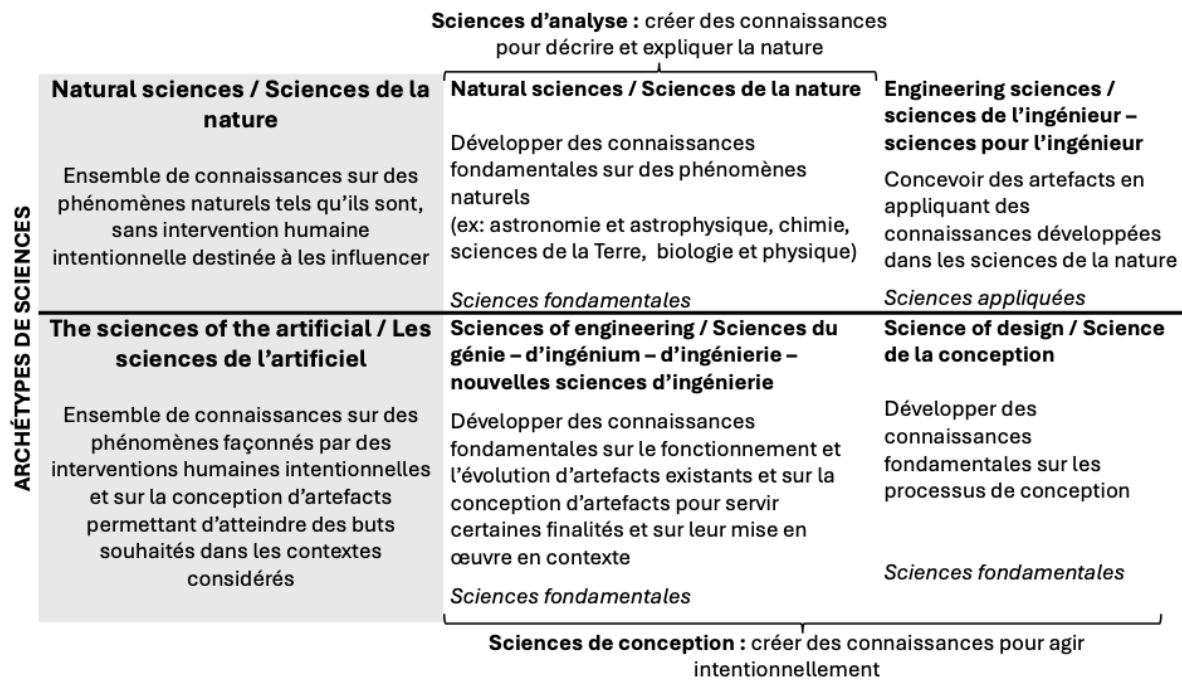 Sciences d’analyse : créer des connaissances
pour décrire et expliquer la nature
ARCHÉTYPES DE SCIENCES
Natural sciences / Sciences de la
nature
Ensemble de connaissances sur des
phénomènes naturels tels qu’ils sont,
sans intervention humaine
intentionnelle destinée à les influencer
Natural sciences / Sciences de la nature
Développer des connaissances
fondamentales sur des phénomènes
naturels
(ex: astronomie et astrophysique, chimie,
sciences de la Terre, biologie et physique)
Sciences fondamentales
Engineering sciences /
sciences de l’ingénieur –
sciences pour l’ingénieur
Concevoir des artefacts en
appliquant des
connaissances développées
dans les sciences de la nature
Sciences appliquées
The sciences of the artificial / Les
sciences de l’artificiel
Ensemble de connaissances sur des
phénomènes façonnés par des
interventions humaines intentionnelles
et sur la conception d’artefacts
permettant d’atteindre des buts
souhaités dans les contextes
considérés
Sciences of engineering / Sciences du
génie – d’ingénium – d’ingénierie –
nouvelles sciences d’ingénierie
Développer des connaissances
fondamentales sur le fonctionnement et
l’évolution d’artefacts existants et sur la
conception d’artefacts pour servir
certaines finalités et sur leur mise en
œuvre en contexte
Sciences fondamentales
Science of design / Science
de la conception
Développer des
connaissances
fondamentales sur les
processus de conception
Sciences fondamentales
Sciences de conception : créer des connaissances pour agir
intentionnellement